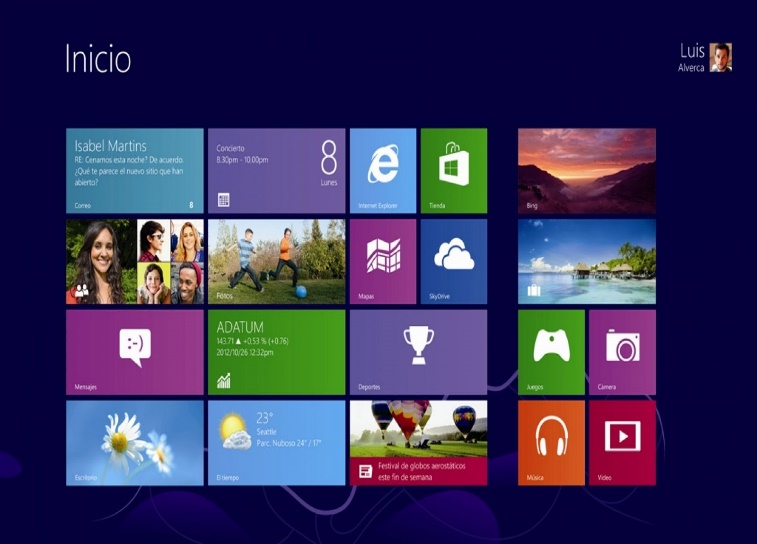 Inicio
Luis
Alverca
Isabel Martins
RE: Cenamos esta noche? De acuerdo.
¿Qué te parece el nuevo sitio que han
abierto?
Correo 8
Concierto
8.30pm - 10.00pm
8
Lunes
Internet Explorer
Tienda
Bing
Fotos
Mapas
SkyDrive
Mensajes
ADATUM
143.71 ▲ +0.53 % (+0.76)
2012/10/26 12:32pm
Deportes
Juegos
Cámara
Escritorio
23°
Seattle
Parc. Nuboso 24° / 17°
El tiempo
Festival de globos aerostáticos
este fin de semana
Música
Vídeo